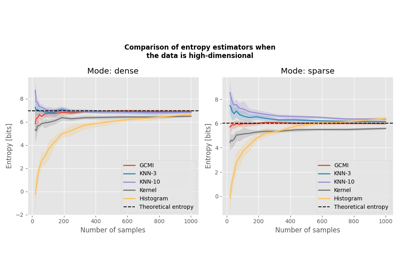 Comparison of entropy estimators when
the data is high-dimensional
Mode: dense
Entropy [bits]
8
6
4
2
0
−2
0
200
400
600
800
1000
Number of samples
GCMI
KNN-3
KNN-10
Kernel
Histogram
Theoretical entropy
Mode: sparse
Entropy [bits]
8
6
4
2
0
0
200
400
600
800
1000
Number of samples
GCMI
KNN-3
KNN-10
Kernel
Histogram
Theoretical entropy